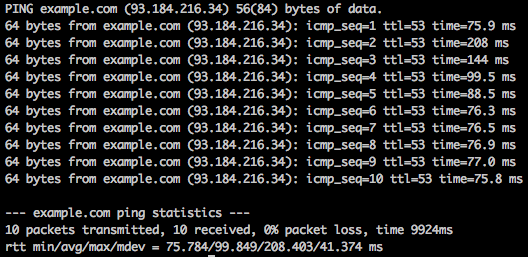 PING example.com (93.184.216.34) 56(84) bytes of data.
64 bytes from example.com (93.184.216.34): icmp_seq=1 ttl=53 time=75.9 ms
64 bytes from example.com (93.184.216.34): icmp_seq=2 ttl=53 time=208 ms
64 bytes from example.com (93.184.216.34): icmp_seq=3 ttl=53 time=144 ms
64 bytes from example.com (93.184.216.34): icmp_seq=4 ttl=53 time=99.5 ms
64 bytes from example.com (93.184.216.34): icmp_seq=5 ttl=53 time=88.5 ms
64 bytes from example.com (93.184.216.34): icmp_seq=6 ttl=53 time=76.3 ms
64 bytes from example.com (93.184.216.34): icmp_seq=7 ttl=53 time=76.5 ms
64 bytes from example.com (93.184.216.34): icmp_seq=8 ttl=53 time=76.9 ms
64 bytes from example.com (93.184.216.34): icmp_seq=9 ttl=53 time=77.0 ms
64 bytes from example.com (93.184.216.34): icmp_seq=10 ttl=53 time=75.8 ms
--- example.com ping statistics ---
10 packets transmitted, 10 received, 0% packet loss, time 9924ms
rtt min/avg/max/mdev = 75.784/99.849/208.403/41.374 ms